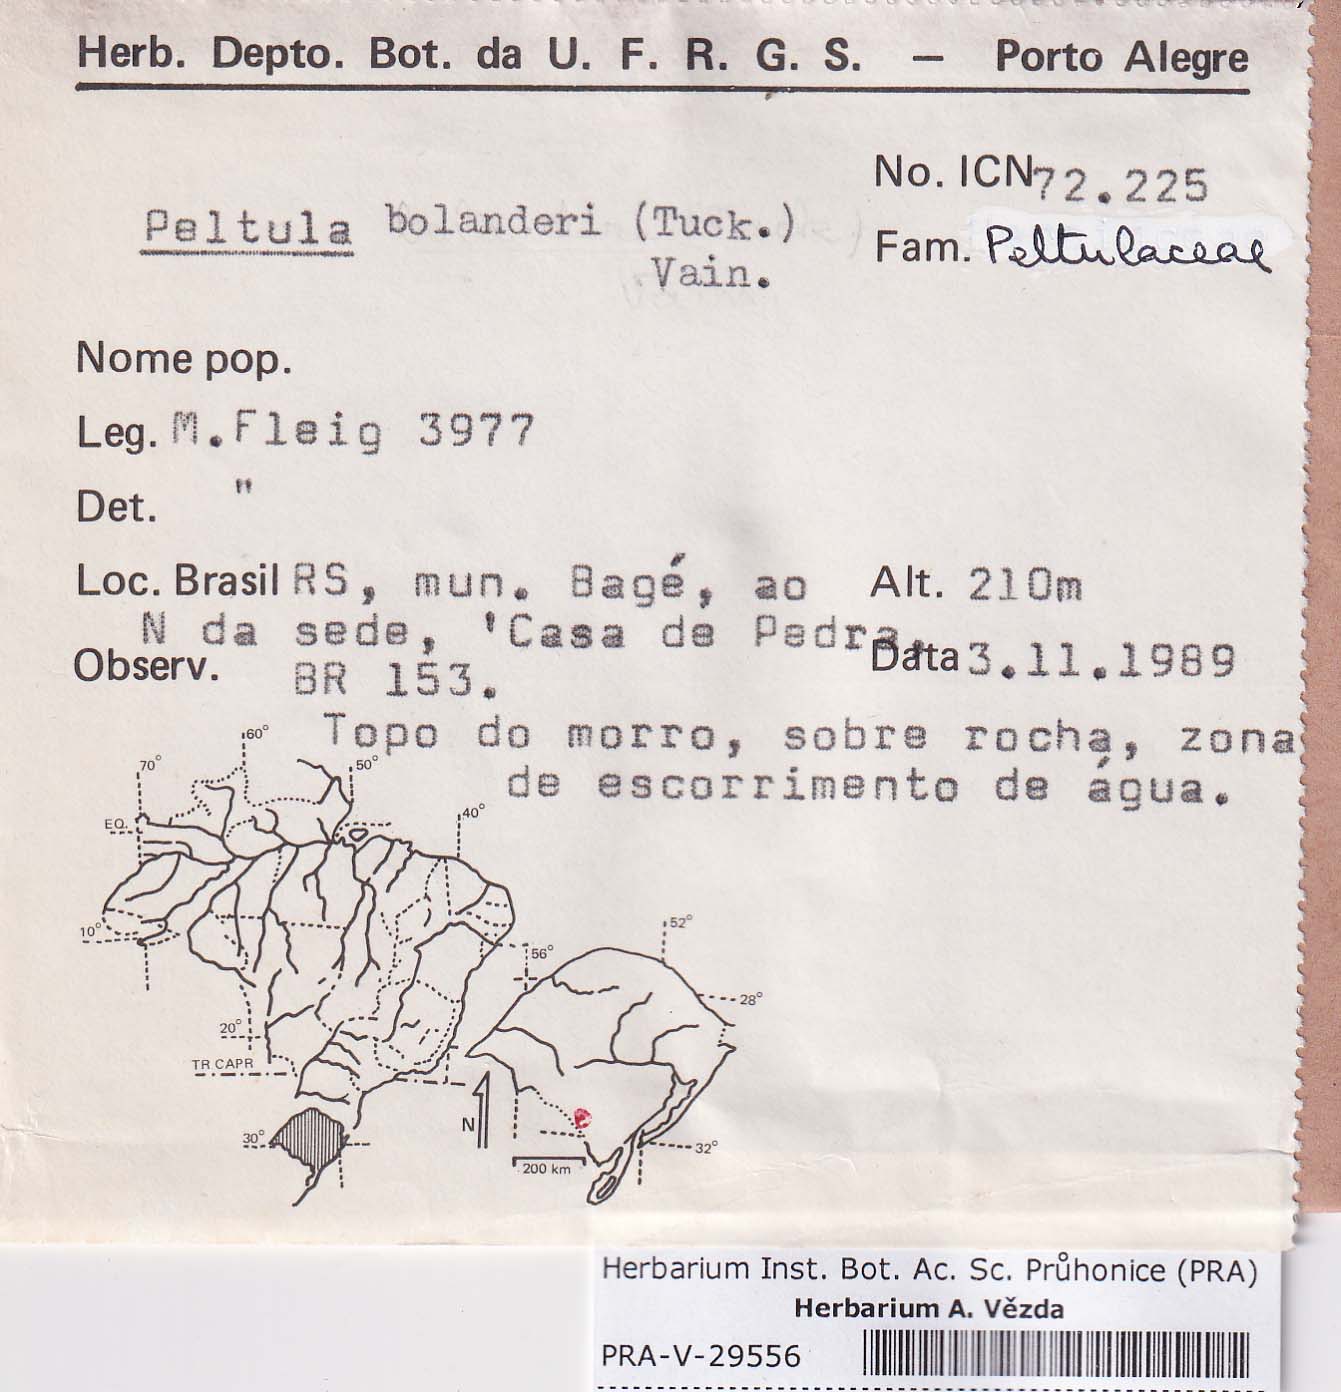 Herb. Depto. Bot. da U. F. R. G. S. — Porto Alegre
No. ICN 72.225
Peltula bolanderi (Tuck.)
Vain.
Fam. Peltulaceae
Nome pop.
Leg. M.Fleig 3977
Det. "
Loc. Brasil RS, mun. Bagé, ao
Alt. 210m
N da sede, 'Casa de Pedra,
Observ. BR 153.
Data 3.11.1989
Topo do morro, sobre rocha, zona
de escorrimento de água.
60°
70°
50°
40°
EQ.
10°
52°
56°
28°
20°
TR.CAPR
N
30°
32°
200 km
Herbarium Inst. Bot. Ac. Sc. Průhonice (PRA)
Herbarium A. Vězda
PRA-V-29556